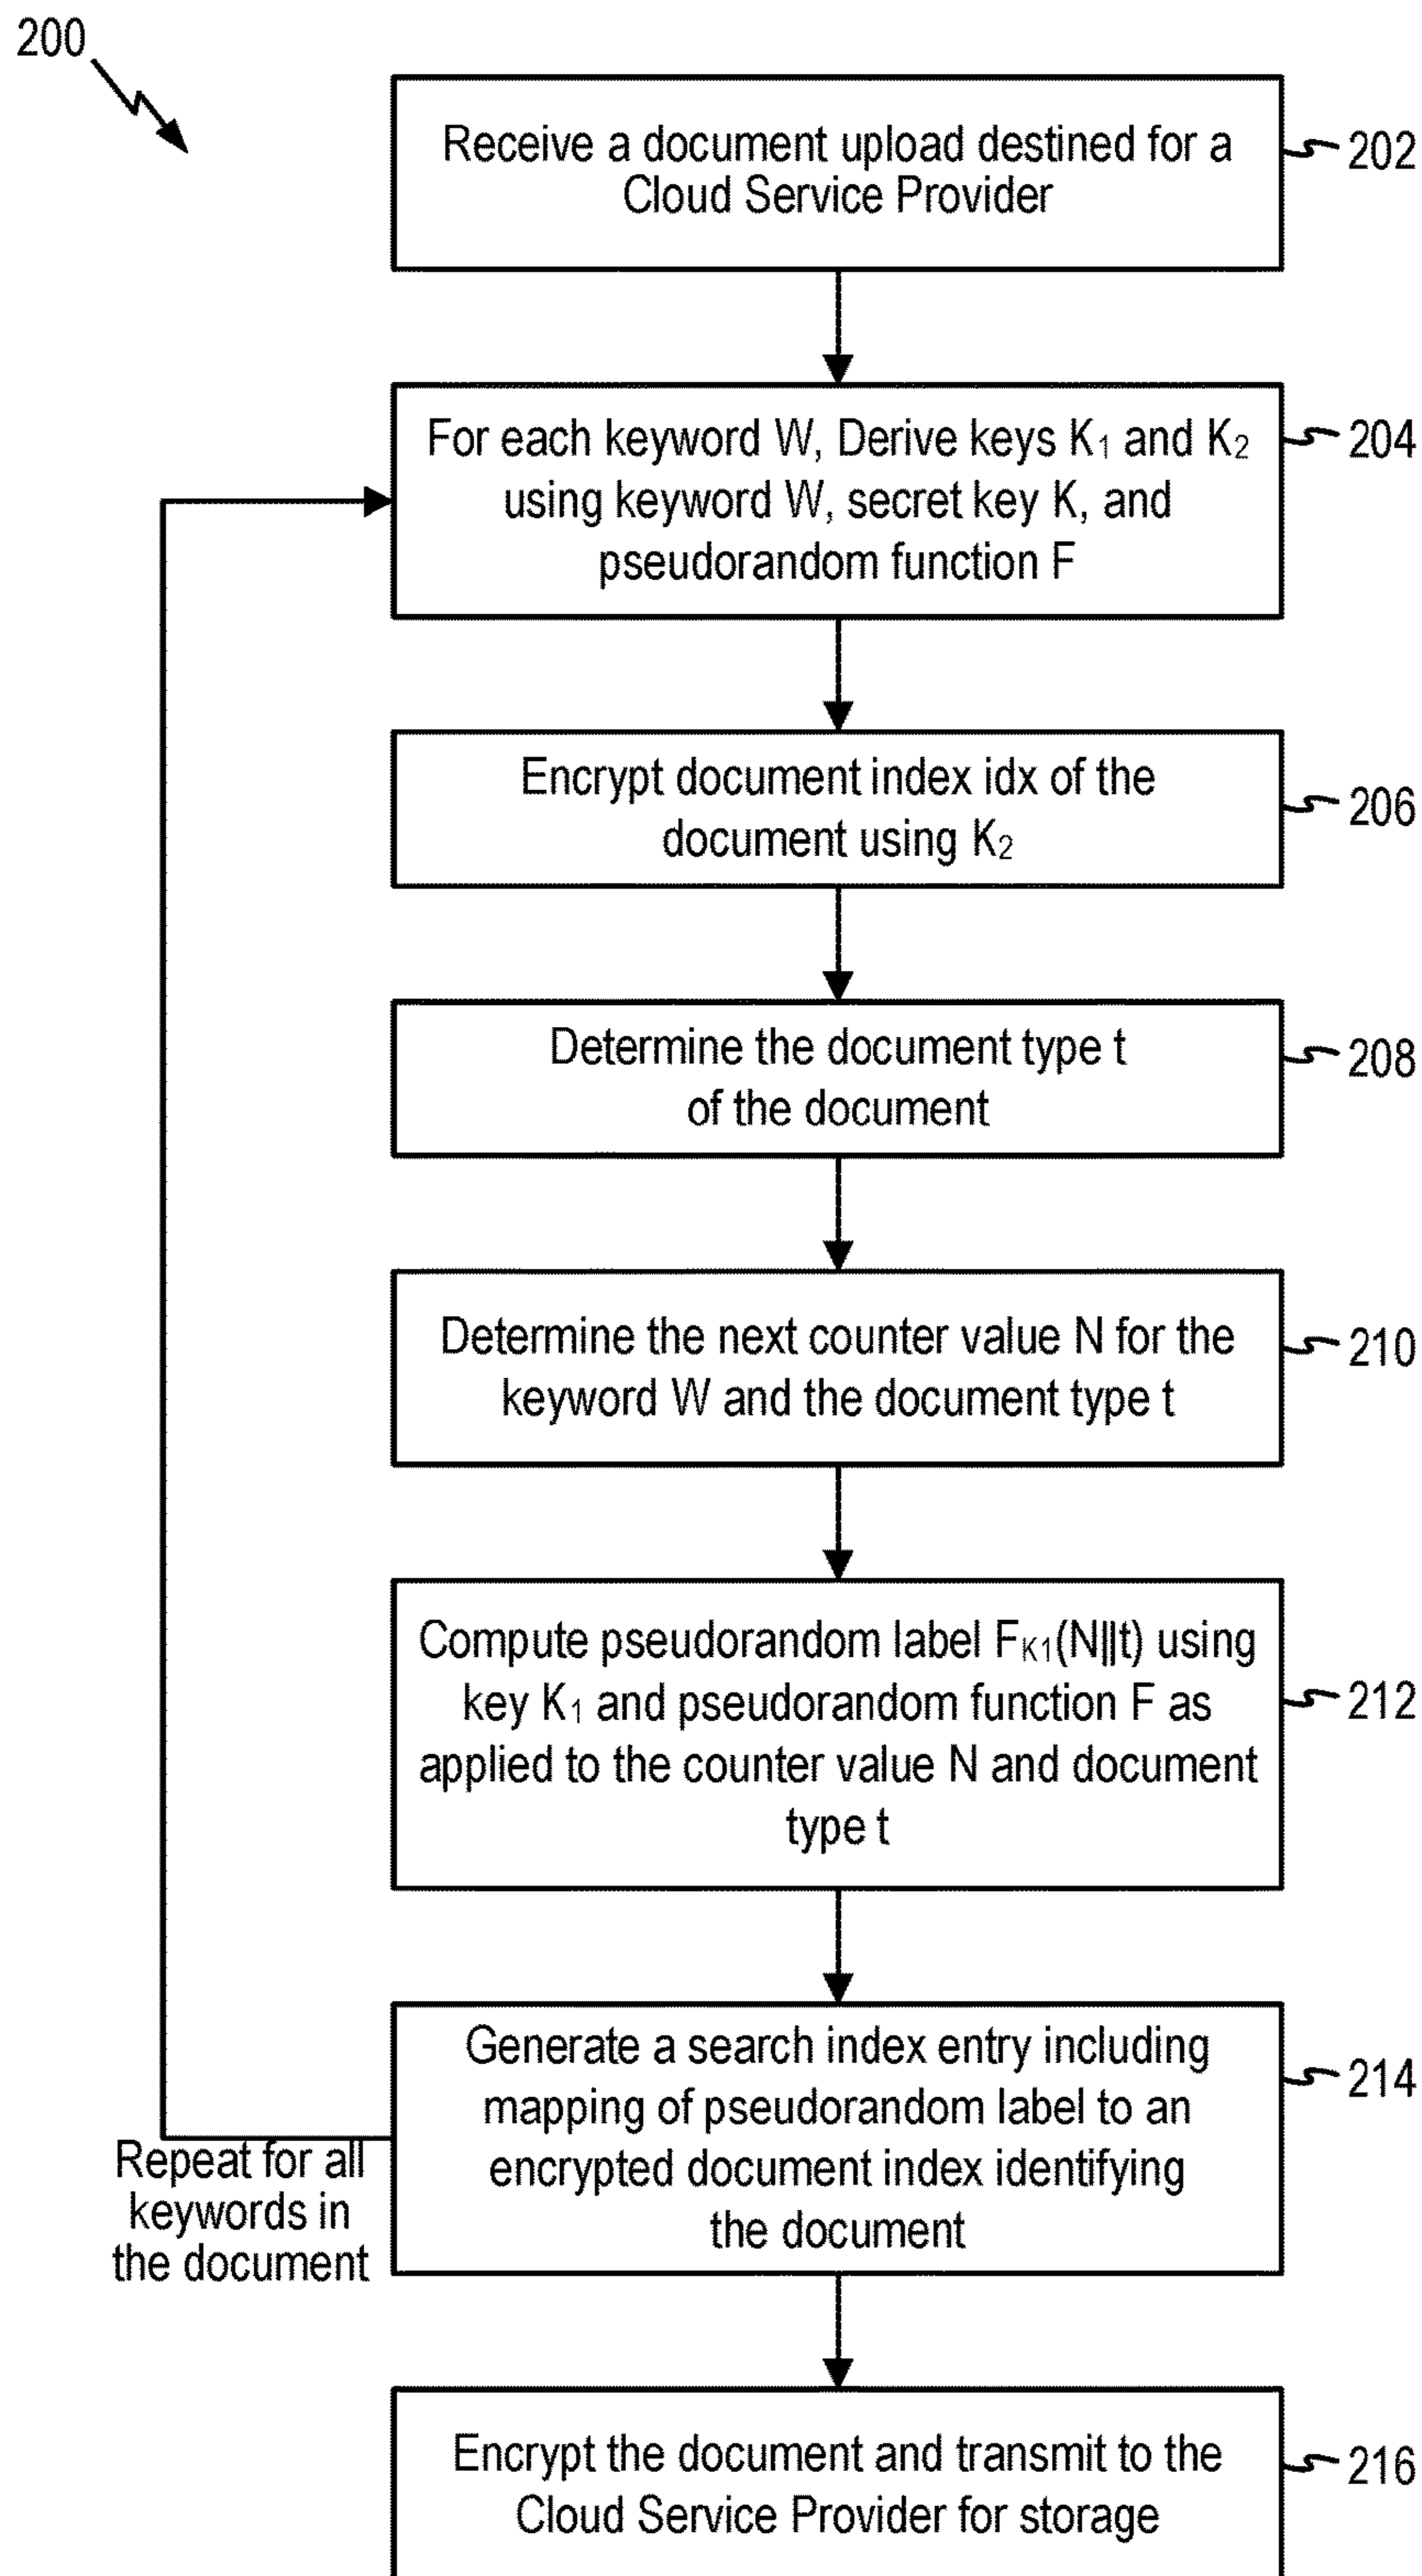 200
Receive a document upload destined for a
Cloud Service Provider
202
For each keyword W, Derive keys K₁ and K₂
using keyword W, secret key K, and
pseudorandom function F
204
Encrypt document index idx of the
document using K₂
206
Determine the document type t
of the document
208
Determine the next counter value N for the
keyword W and the document type t
210
Compute pseudorandom label F_K1(N||t) using
key K₁ and pseudorandom function F as
applied to the counter value N and document
type t
212
Generate a search index entry including
mapping of pseudorandom label to an
encrypted document index identifying
the document
214
Repeat for all
keywords in
the document
Encrypt the document and transmit to the
Cloud Service Provider for storage
216